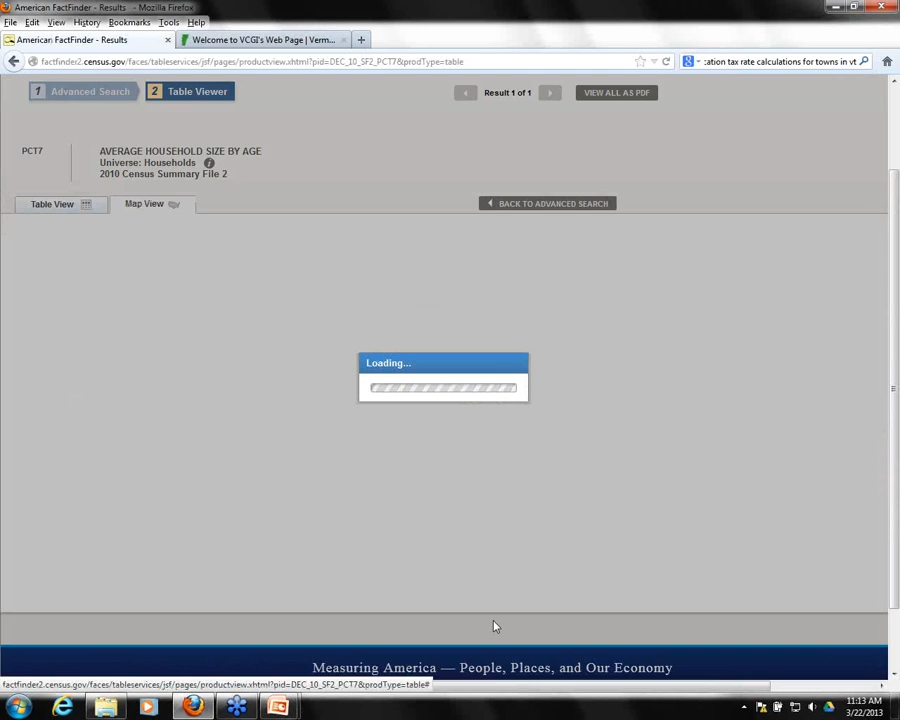 American FactFinder - Results - Mozilla Firefox
File Edit View History Bookmarks Tools Help
American FactFinder - Results
Welcome to VCGI's Web Page | Verm...
factfinder2.census.gov/faces/tableservices/jsf/pages/productview.xhtml?pid=DEC_10_SF2_PCT7&prodType=table
cation tax rate calculations for towns in vt
1 Advanced Search
2 Table Viewer
Result 1 of 1
VIEW ALL AS PDF
PCT7
AVERAGE HOUSEHOLD SIZE BY AGE
Universe: Households
2010 Census Summary File 2
Table View
Map View
BACK TO ADVANCED SEARCH
Loading...
Measuring America — People, Places, and Our Economy
factfinder2.census.gov/faces/tableservices/jsf/pages/productview.xhtml?pid=DEC_10_SF2_PCT7&prodType=table#
11:13 AM
3/22/2013